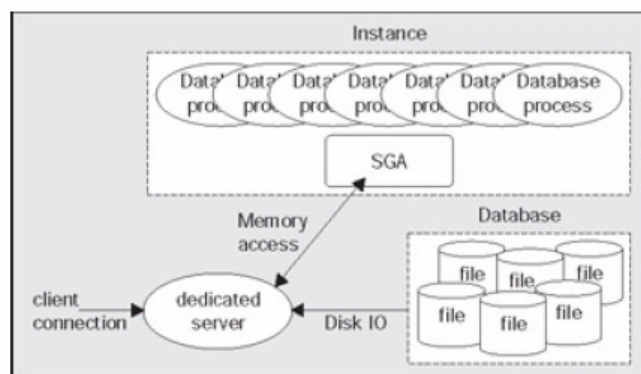 Instance
Database
process
SGA
Memory
access
Database
file file file
file file file
client
connection
dedicated
server
Disk IO